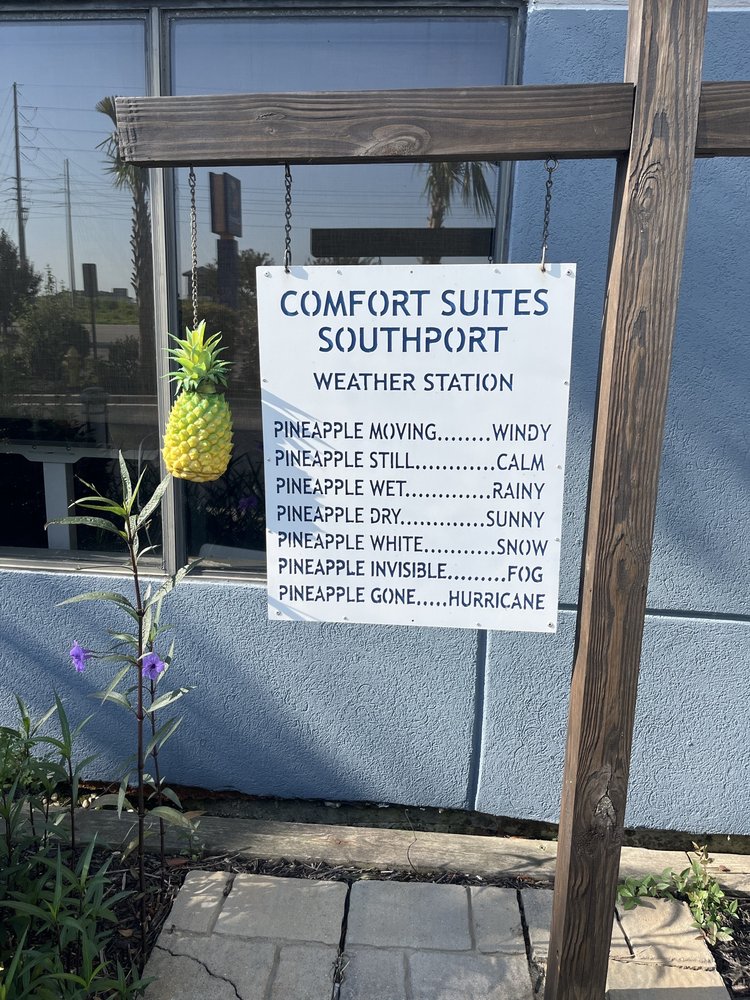 COMFORT SUITES
SOUTHPORT
WEATHER STATION
PINEAPPLE MOVING........WINDY
PINEAPPLE STILL............CALM
PINEAPPLE WET.............RAINY
PINEAPPLE DRY.............SUNNY
PINEAPPLE WHITE...........SNOW
PINEAPPLE INVISIBLE........FOG
PINEAPPLE GONE.....HURRICANE